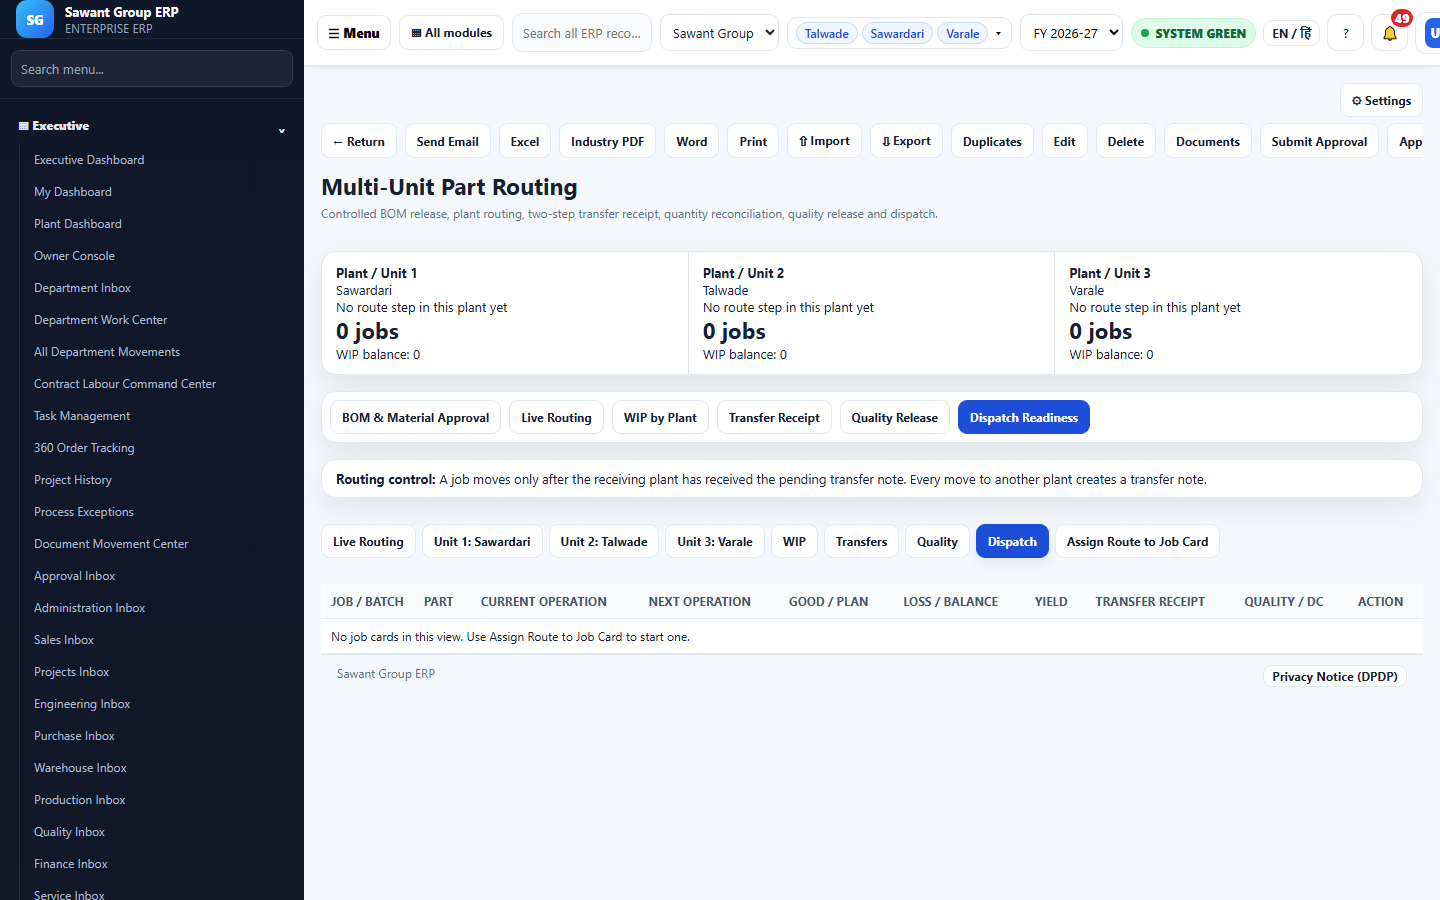 SG
Sawant Group ERP
ENTERPRISE ERP
Search menu...
Executive
Executive Dashboard
My Dashboard
Plant Dashboard
Owner Console
Department Inbox
Department Work Center
All Department Movements
Contract Labour Command Center
Task Management
360 Order Tracking
Project History
Process Exceptions
Document Movement Center
Approval Inbox
Administration Inbox
Sales Inbox
Projects Inbox
Engineering Inbox
Purchase Inbox
Warehouse Inbox
Production Inbox
Quality Inbox
Finance Inbox
Service Inbox
☰ Menu
All modules
Search all ERP reco...
Sawant Group
Talwade Sawardari Varale
FY 2026-27
SYSTEM GREEN
EN / हिं
?
49
U
⚙ Settings
← Return
Send Email
Excel
Industry PDF
Word
Print
⇧ Import
⇩ Export
Duplicates
Edit
Delete
Documents
Submit Approval
App
Multi-Unit Part Routing
Controlled BOM release, plant routing, two-step transfer receipt, quantity reconciliation, quality release and dispatch.
Plant / Unit 1
Sawardari
No route step in this plant yet
0 jobs
WIP balance: 0
Plant / Unit 2
Talwade
No route step in this plant yet
0 jobs
WIP balance: 0
Plant / Unit 3
Varale
No route step in this plant yet
0 jobs
WIP balance: 0
BOM & Material Approval
Live Routing
WIP by Plant
Transfer Receipt
Quality Release
Dispatch Readiness
Routing control: A job moves only after the receiving plant has received the pending transfer note. Every move to another plant creates a transfer note.
Live Routing
Unit 1: Sawardari
Unit 2: Talwade
Unit 3: Varale
WIP
Transfers
Quality
Dispatch
Assign Route to Job Card
JOB / BATCH PART CURRENT OPERATION NEXT OPERATION GOOD / PLAN LOSS / BALANCE YIELD TRANSFER RECEIPT QUALITY / DC ACTION
No job cards in this view. Use Assign Route to Job Card to start one.
Sawant Group ERP
Privacy Notice (DPDP)